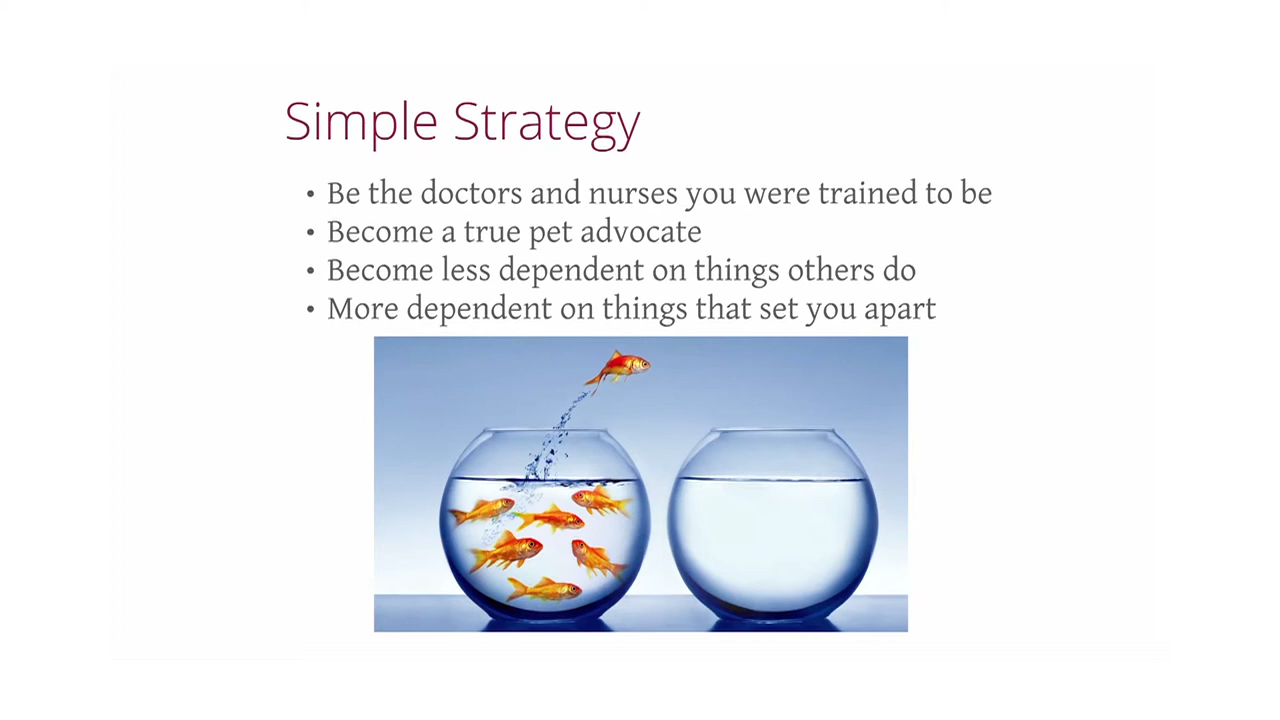 Simple Strategy
• Be the doctors and nurses you were trained to be
• Become a true pet advocate
• Become less dependent on things others do
• More dependent on things that set you apart